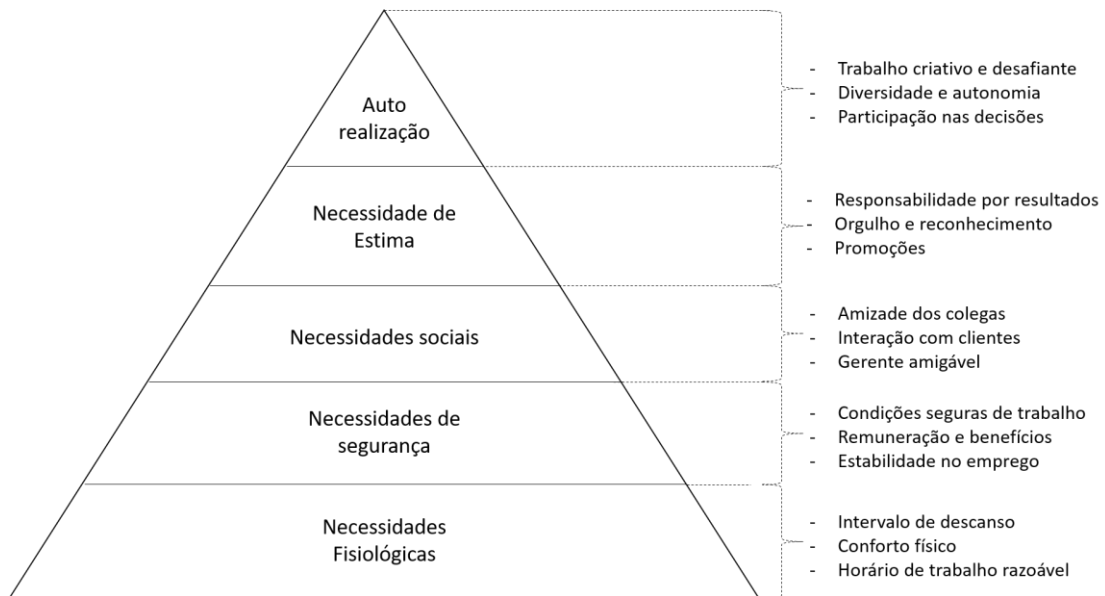 Auto
realização
- Trabalho criativo e desafiante
- Diversidade e autonomia
- Participação nas decisões
Necessidade de
Estima
- Responsabilidade por resultados
- Orgulho e reconhecimento
- Promoções
Necessidades sociais
- Amizade dos colegas
- Interação com clientes
- Gerente amigável
Necessidades de
segurança
- Condições seguras de trabalho
- Remuneração e benefícios
- Estabilidade no emprego
Necessidades
Fisiológicas
- Intervalo de descanso
- Conforto físico
- Horário de trabalho razoável